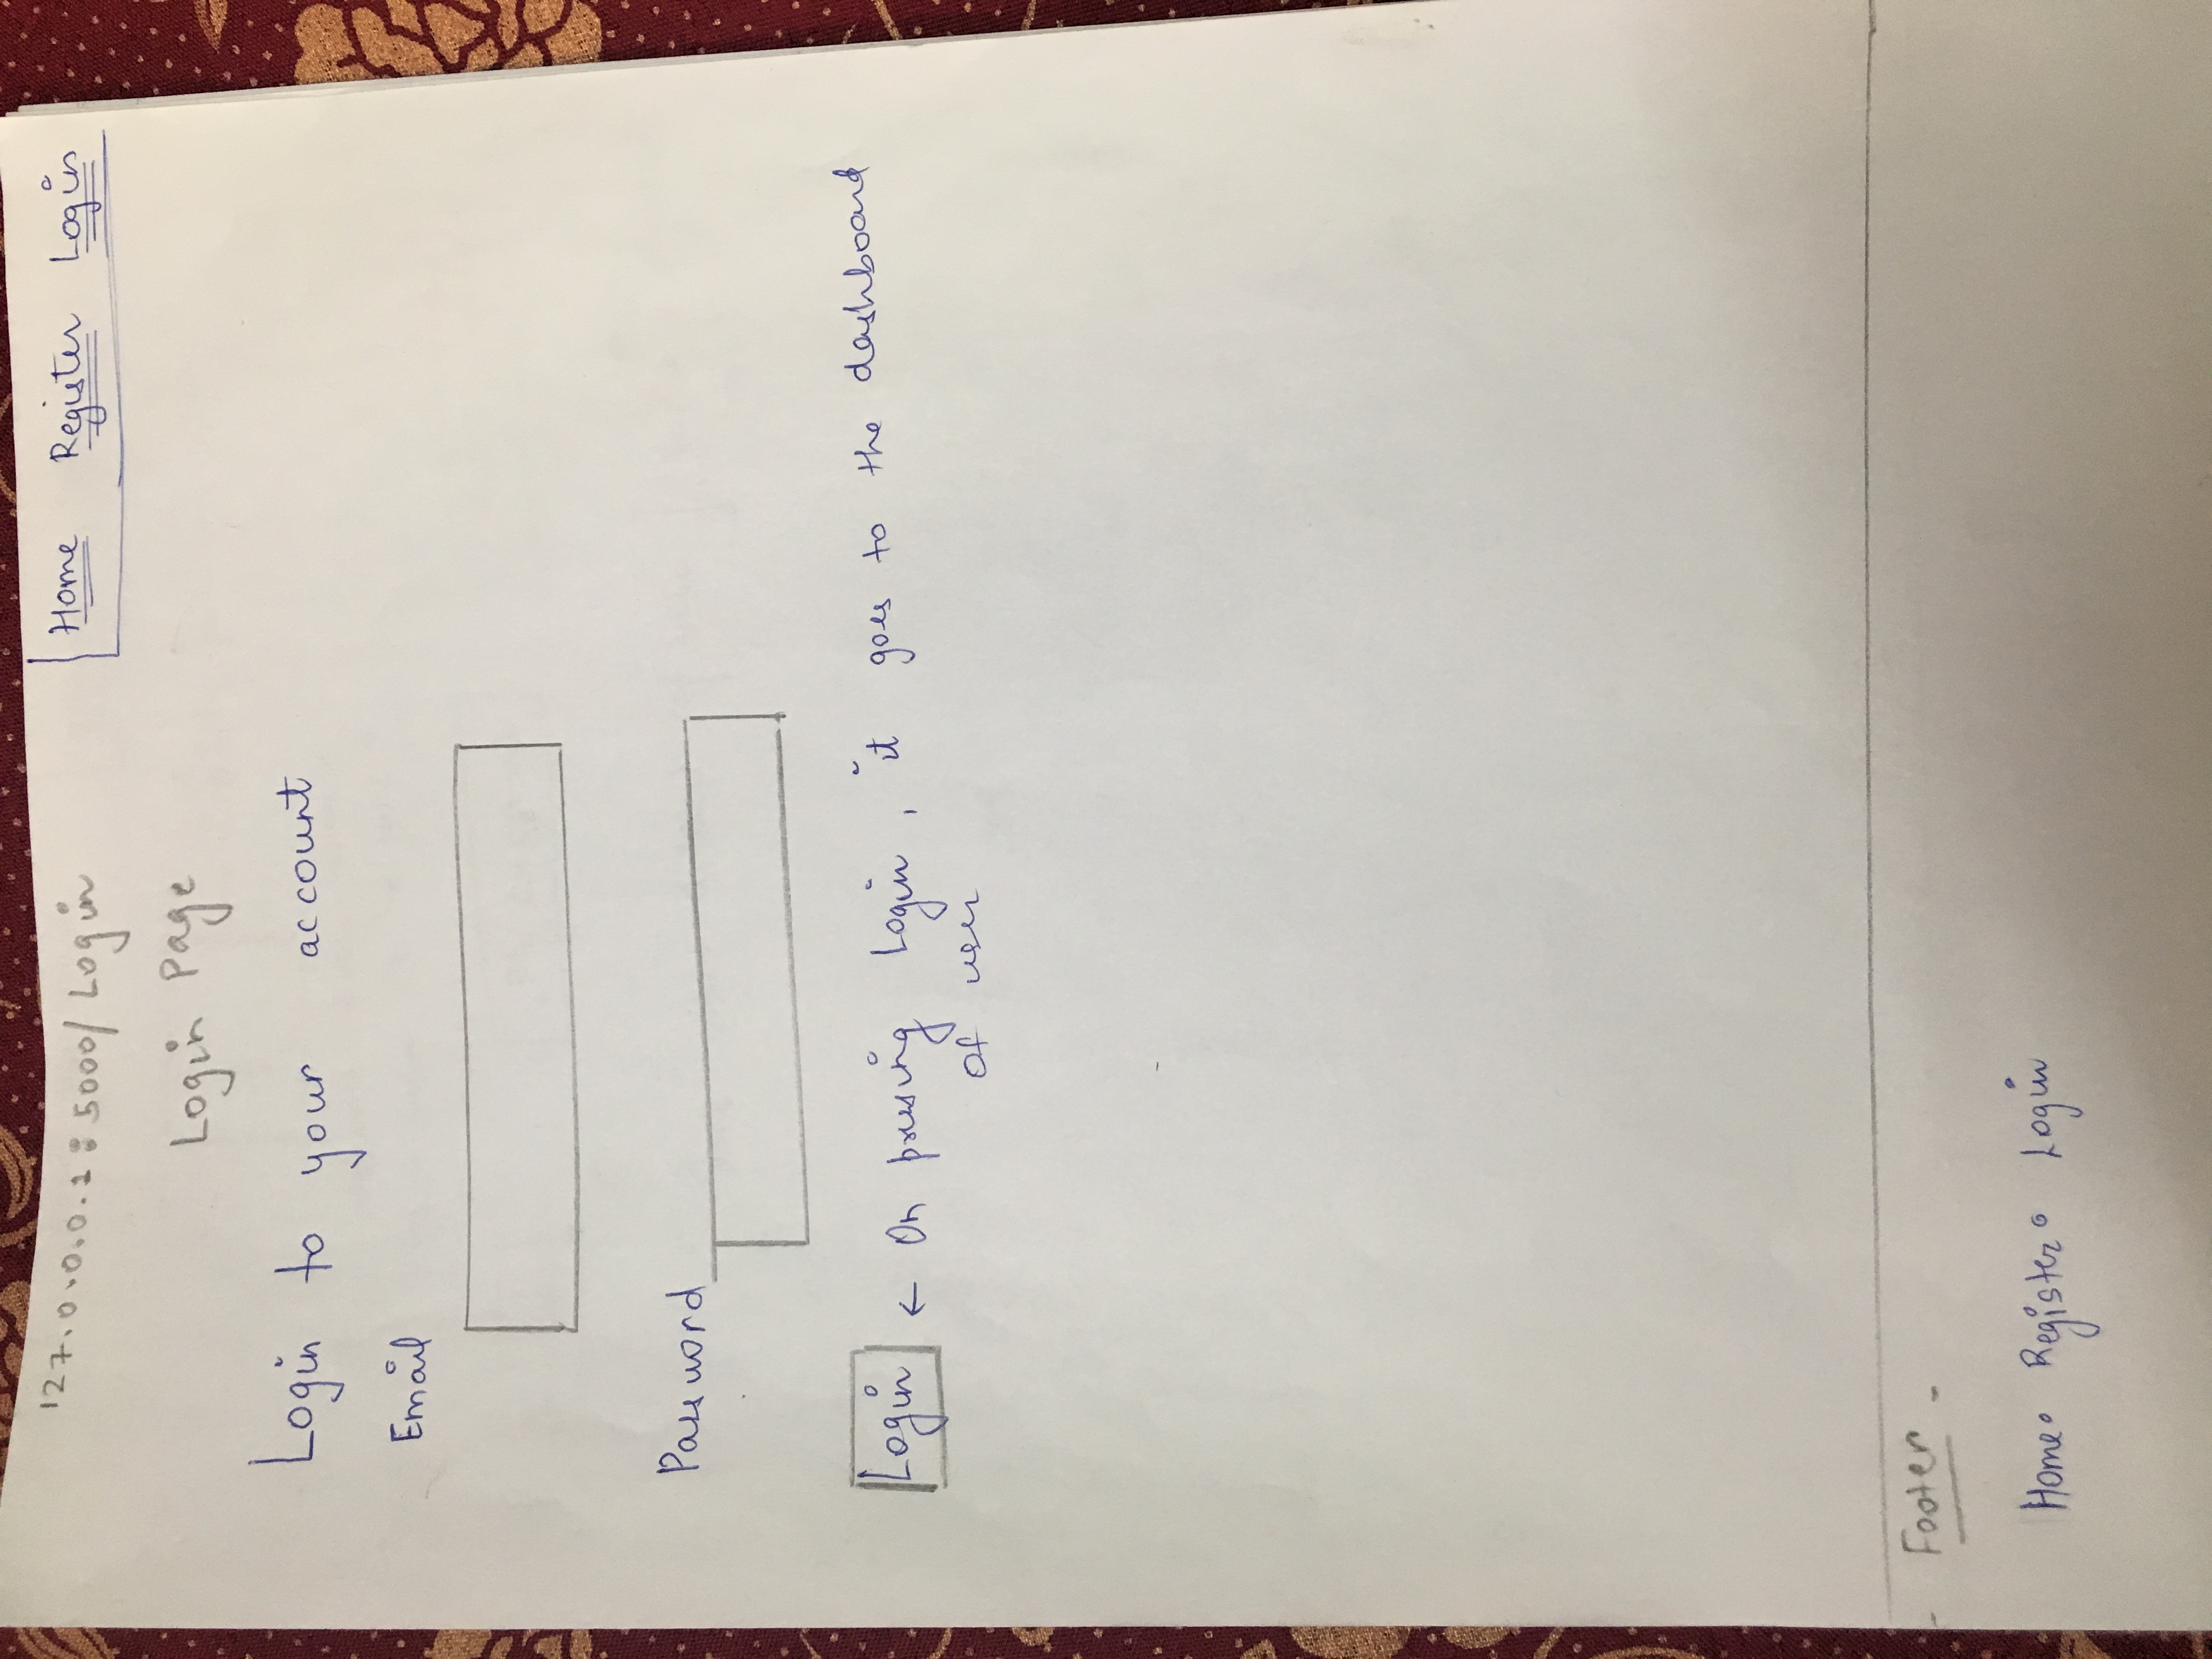 127.0.0.0.1:5000/Login
Home Register Login
Login Page
Login to your account
Email
Password
Login ← On pressing Login, it goes to the dashboard
of user
Footer
Home. Register. Login